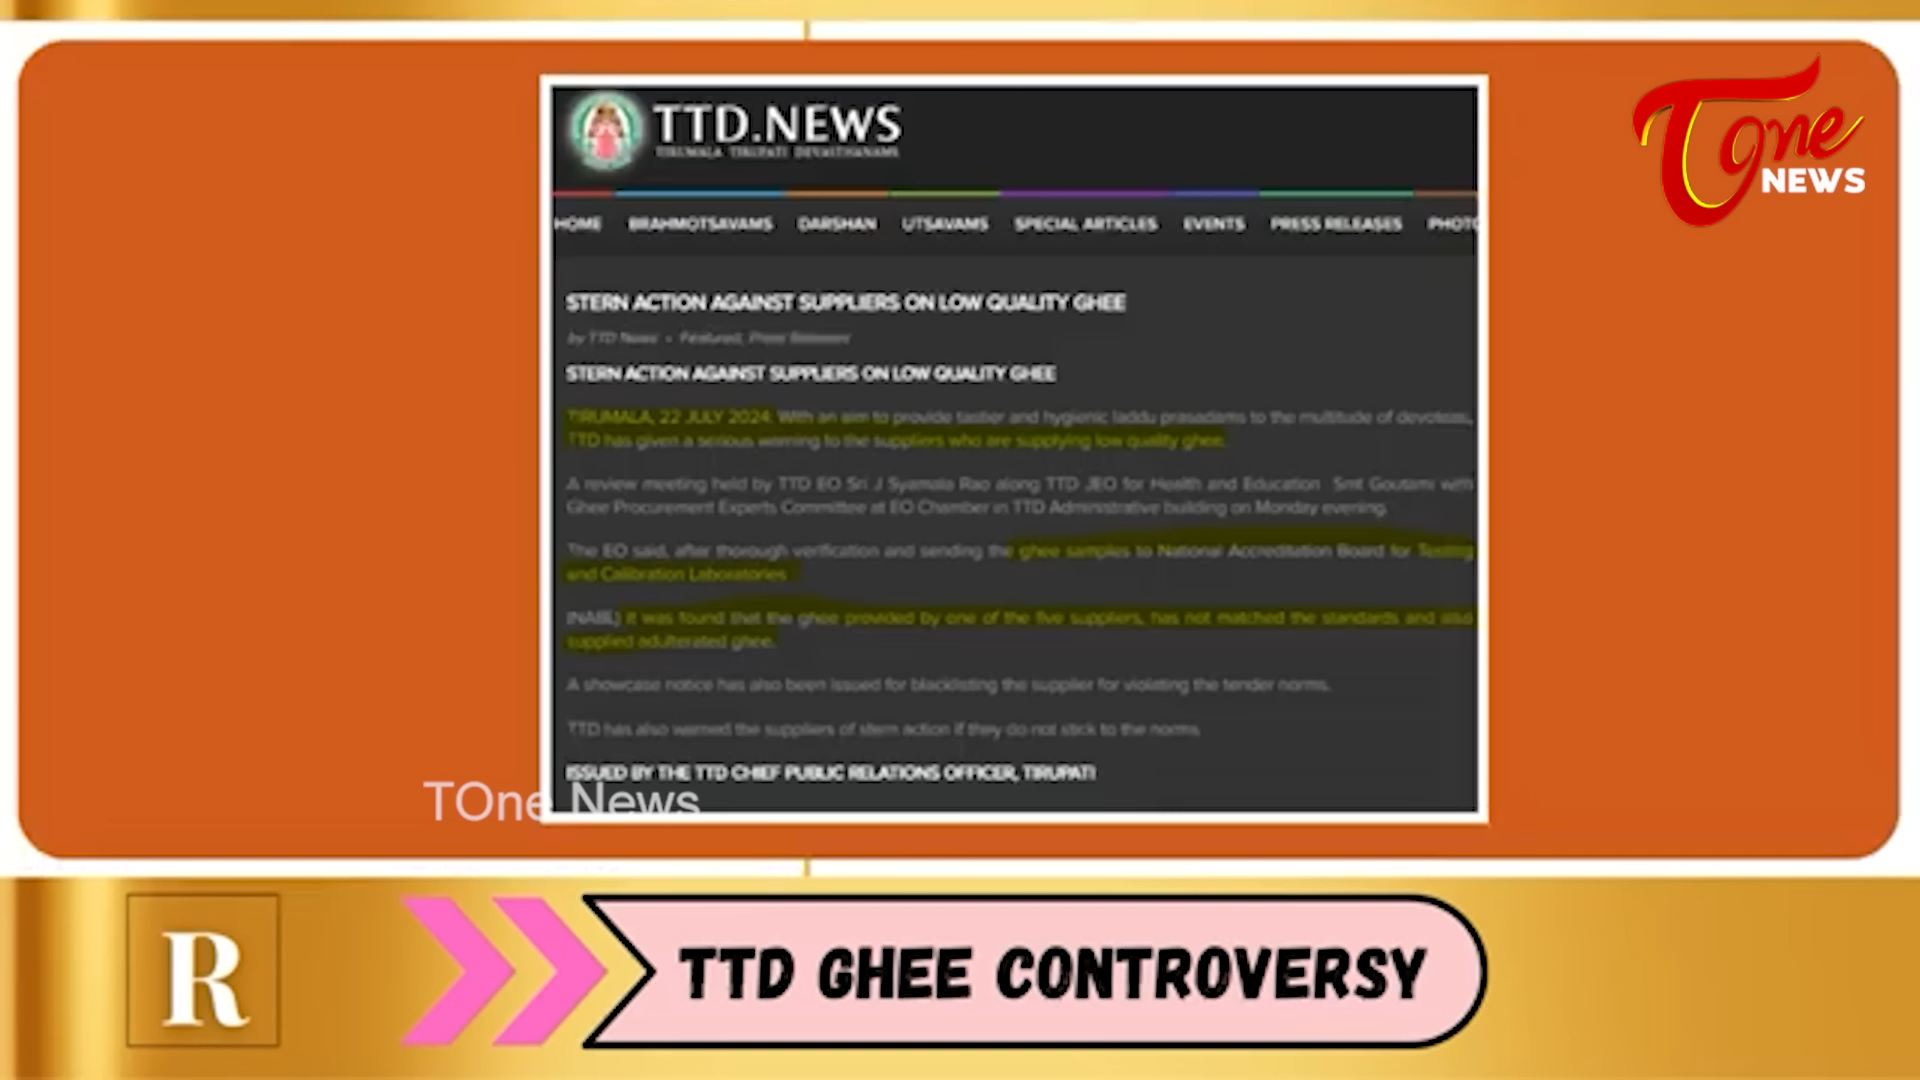 TTD.NEWS
TIRUMALA TIRUPATI DEVASTHANAMS
Tone
NEWS
HOME BRAHMOTSAVAMS DARSHAN UTSAVAMS SPECIAL ARTICLES EVENTS PRESS RELEASES PHOTO
STERN ACTION AGAINST SUPPLIERS ON LOW QUALITY GHEE
by TTD News • Featured, Press Releases
STERN ACTION AGAINST SUPPLIERS ON LOW QUALITY GHEE
TIRUMALA, 22 JULY 2024: With an aim to provide tastier and hygienic laddu prasadams to the multitude of devotees,
TTD has given a serious warning to the suppliers who are supplying low quality ghee.
A review meeting held by TTD EO Sri J Syamala Rao along TTD JEO for Health and Education Smt Goutami with
Ghee Procurement Experts Committee at EO Chamber in TTD Administrative building on Monday evening.
The EO said, after thorough verification and sending the ghee samples to National Accreditation Board for Testing
and Calibration Laboratories
(NABL) it was found that the ghee provided by one of the five suppliers, has not matched the standards and also
supplied adulterated ghee.
A showcase notice has also been issued for blacklisting the supplier for violating the tender norms.
TTD has also warned the suppliers of stern action if they do not stick to the norms.
ISSUED BY THE TTD CHIEF PUBLIC RELATIONS OFFICER, TIRUPATI
TOne News
R
TTD GHEE CONTROVERSY